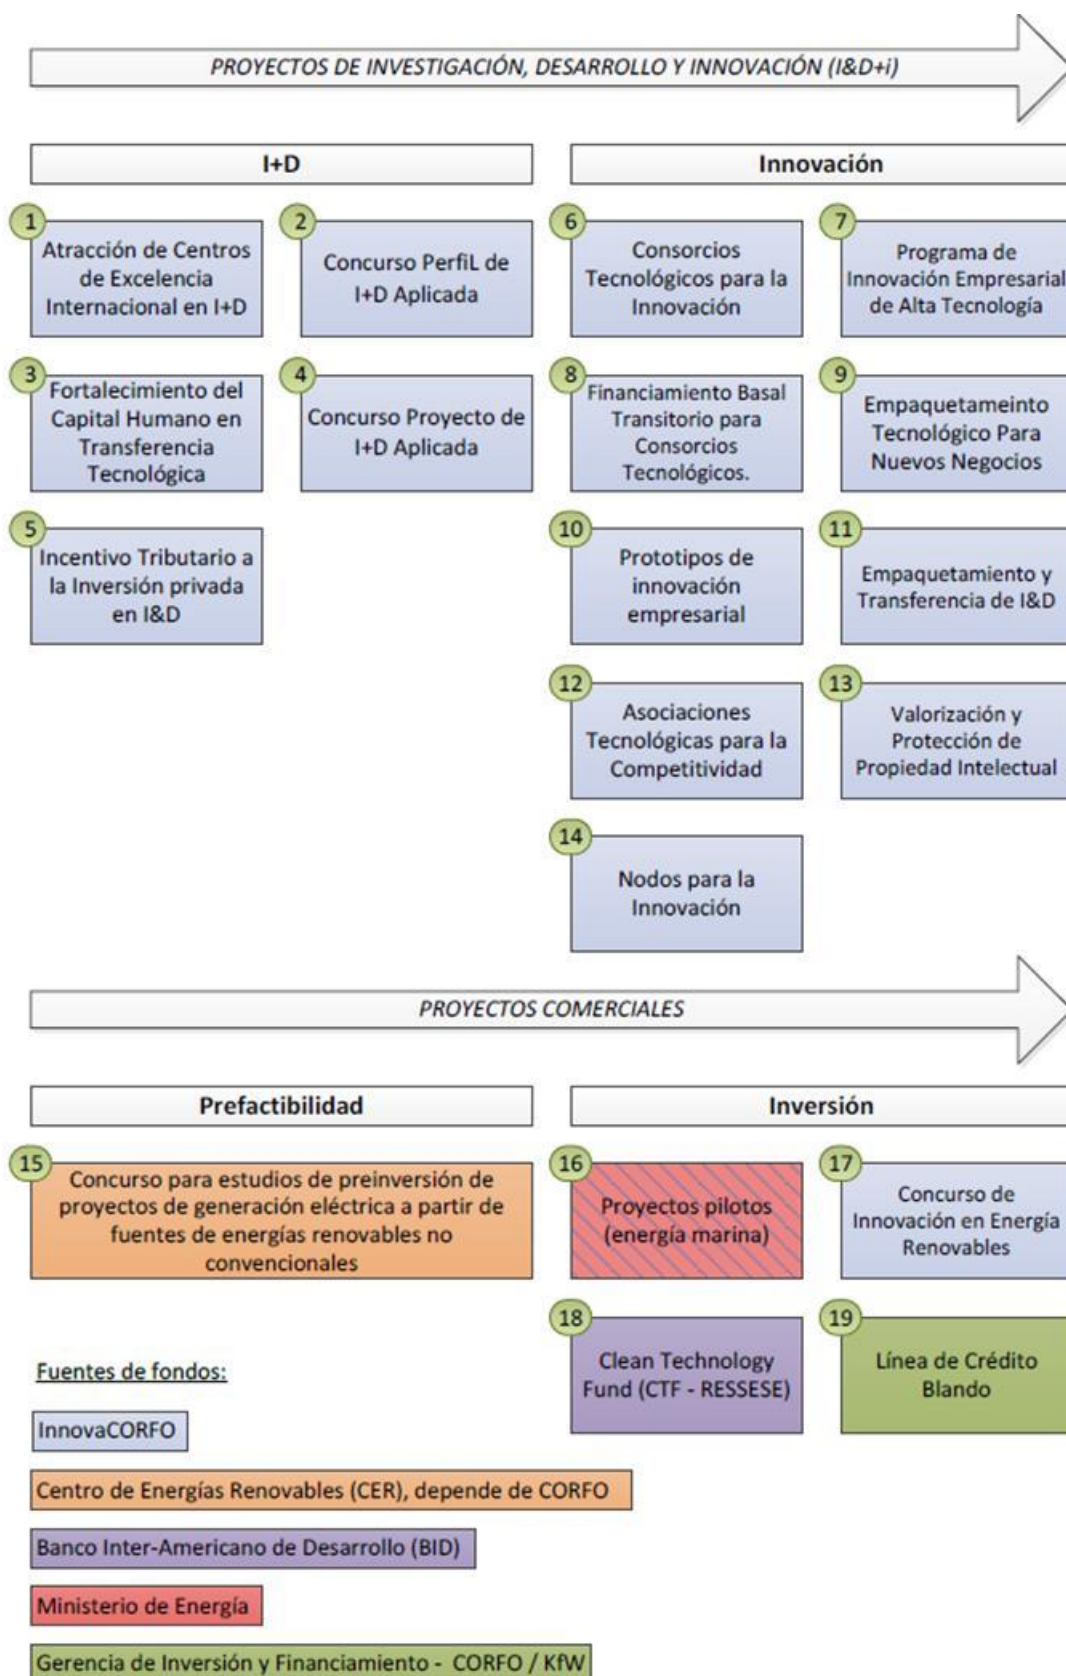 PROYECTOS DE INVESTIGACIÓN, DESARROLLO Y INNOVACIÓN (I&D+i)
I+D
Innovación
1
Atracción de Centros
de Excelencia
Internacional en I+D
2
Concurso PerfiL de
I+D Aplicada
6
Consorcios
Tecnológicos para la
Innovación
7
Programa de
Innovación Empresarial
de Alta Tecnología
3
Fortalecimiento del
Capital Humano en
Transferencia
Tecnológica
4
Concurso Proyecto de
I+D Aplicada
8
Financiamiento Basal
Transitorio para
Consorcios
Tecnológicos.
9
Empaquetameinto
Tecnológico Para
Nuevos Negocios
5
Incentivo Tributario a
la Inversión privada
en I&D
10
Prototipos de
innovación
empresarial
11
Empaquetamiento y
Transferencia de I&D
12
Asociaciones
Tecnológicas para la
Competitividad
13
Valorización y
Protección de
Propiedad Intelectual
14
Nodos para la
Innovación
PROYECTOS COMERCIALES
Prefactibilidad
Inversión
15
Concurso para estudios de preinversión de
proyectos de generación eléctrica a partir de
fuentes de energías renovables no
convencionales
16
Proyectos pilotos
(energía marina)
17
Concurso de
Innovación en Energía
Renovables
18
Clean Technology
Fund (CTF - RESSESE)
19
Línea de Crédito
Blando
Fuentes de fondos:
InnovaCORFO
Centro de Energías Renovables (CER), depende de CORFO
Banco Inter-Americano de Desarrollo (BID)
Ministerio de Energía
Gerencia de Inversión y Financiamiento - CORFO / KfW